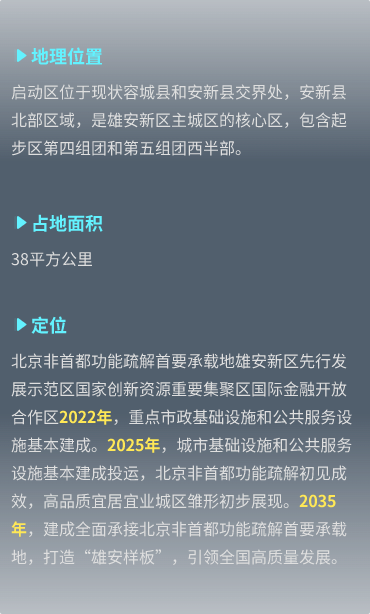 地理位置
启动区位于现状容城县和安新县交界处，安新县
北部区域，是雄安新区主城区的核心区，包含起
步区第四组团和第五组团西半部。
占地面积
38平方公里
定位
北京非首都功能疏解首要承载地雄安新区先行发
展示范区国家创新资源重要集聚区国际金融开放
合作区2022年，重点市政基础设施和公共服务设
施基本建成。2025年，城市基础设施和公共服务
设施基本建成投运，北京非首都功能疏解初见成
效，高品质宜居宜业城区雏形初步展现。2035
年，建成全面承接北京非首都功能疏解首要承载
地，打造“雄安样板”，引领全国高质量发展。